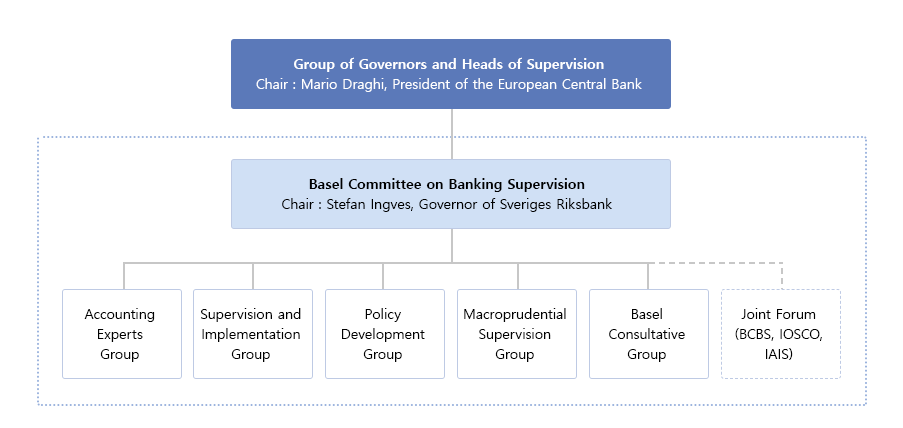 Group of Governors and Heads of Supervision
Chair : Mario Draghi, President of the European Central Bank
Basel Committee on Banking Supervision
Chair : Stefan Ingves, Governor of Sveriges Riksbank
Accounting
Experts
Group
Supervision and
Implementation
Group
Policy
Development
Group
Macroprudential
Supervision
Group
Basel
Consultative
Group
Joint Forum
(BCBS, IOSCO,
IAIS)